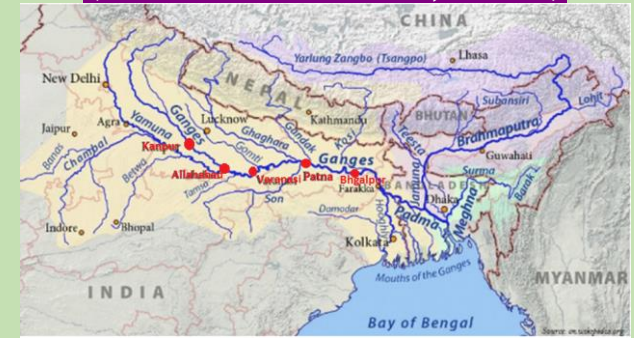 CHINA
Yarlung Zangbo (Tsangpo)
Lhasa
New Delhi
NEPAL
Subansiri
Lohit
Ganges
Lucknow
Kathmandu
BHUTAN
Jaipur
Agra
Yamuna
Ghaghara
Gandak
Kosi
Teesta
Brahmaputra
Banas
Chambal
Kanpur
Gomti
Ganges
Guwahati
Betwa
Allahabad
Varanasi
Patna
Bhgalpur
Farakka
BANGLADESH
Jamuna
Surma
Barak
Tamia
Son
Dhaka
Indore
Bhopal
Damodar
Hooghly
Padma
Meghna
Kolkata
INDIA
Mouths of the Ganges
MYANMAR
Bay of Bengal
Source: en.wikipedia.org